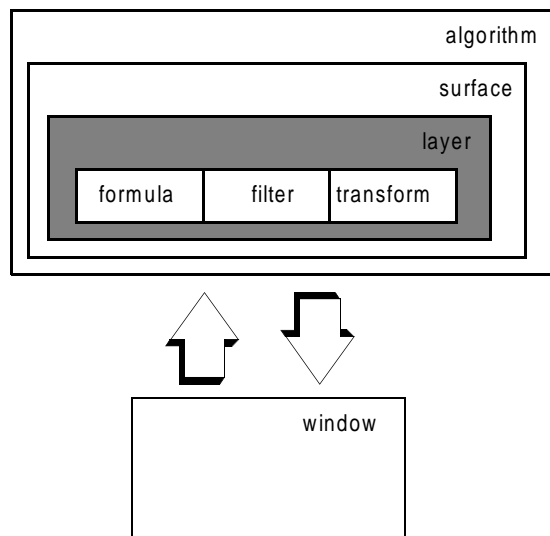 algorithm
surface
layer
formula filter transform
window